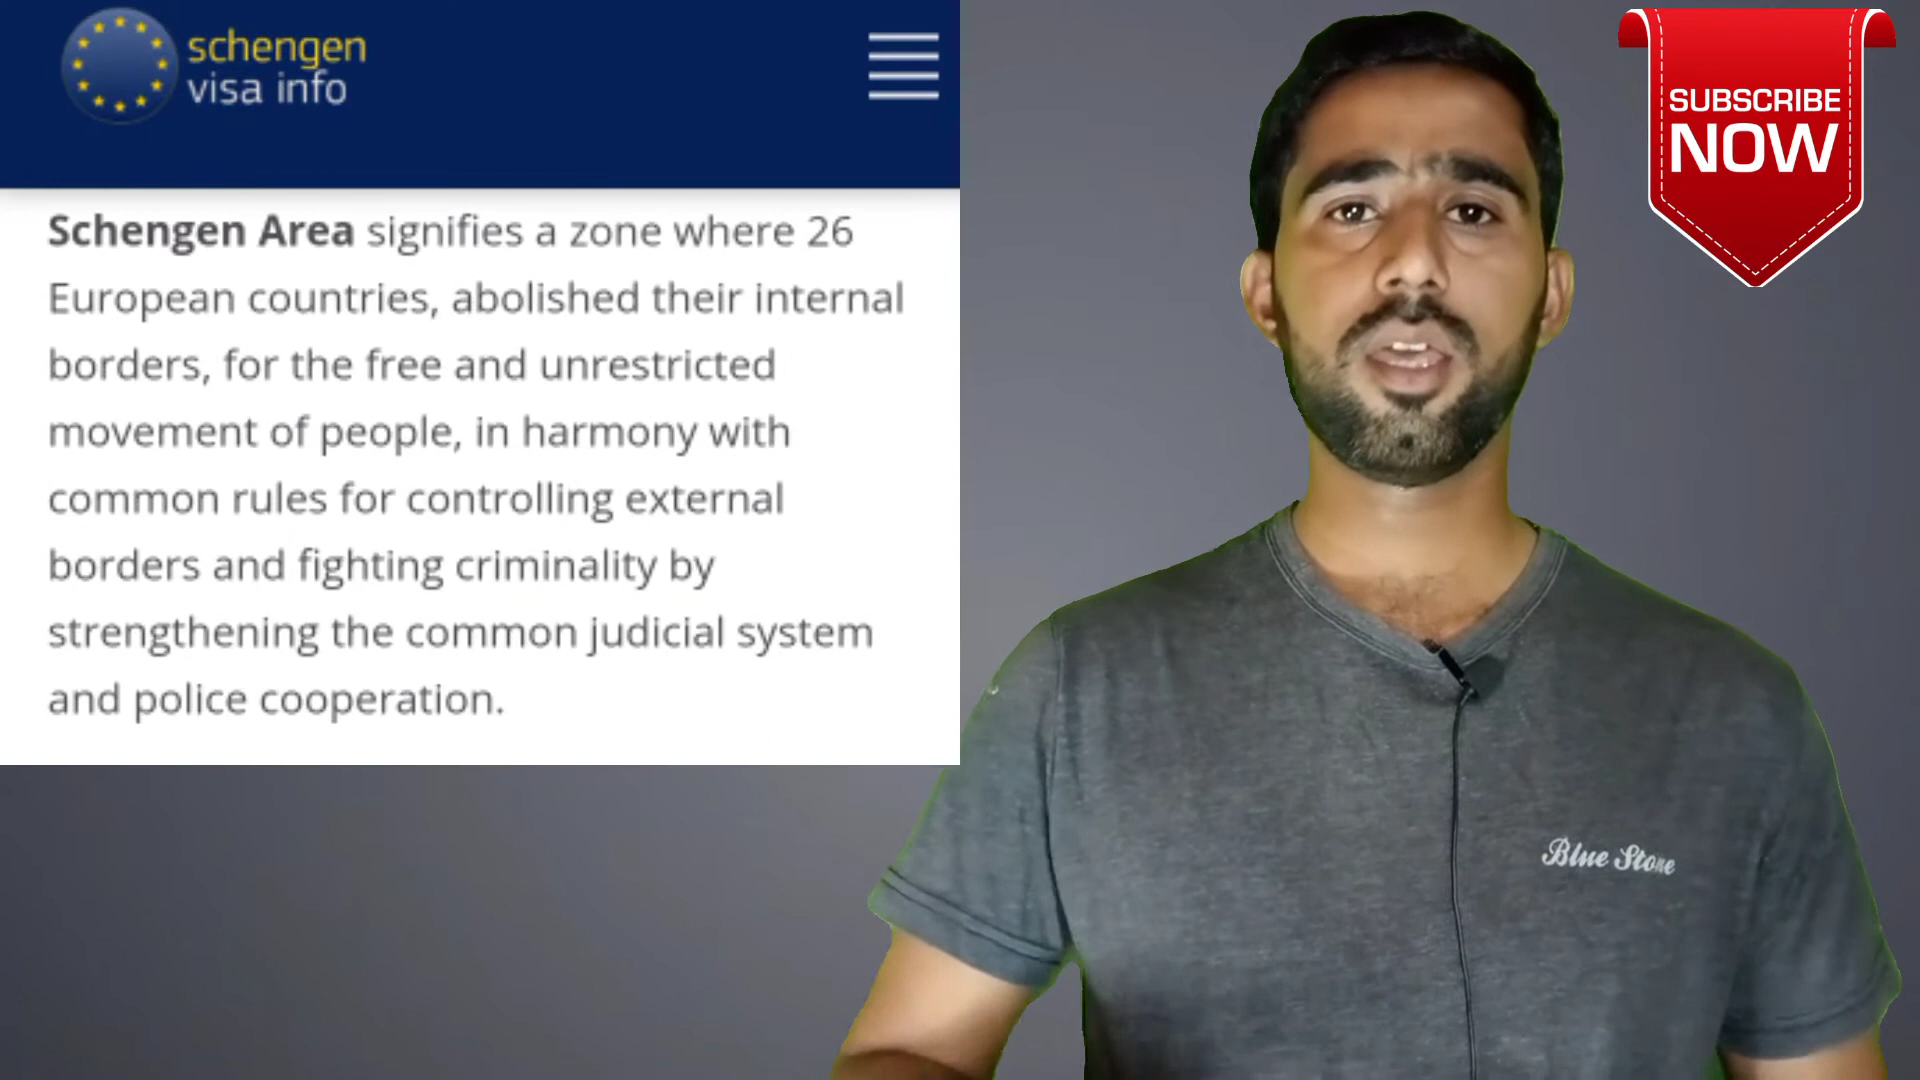 schengen
visa info
Schengen Area signifies a zone where 26
European countries, abolished their internal
borders, for the free and unrestricted
movement of people, in harmony with
common rules for controlling external
borders and fighting criminality by
strengthening the common judicial system
and police cooperation.
SUBSCRIBE
NOW
Blue Stone